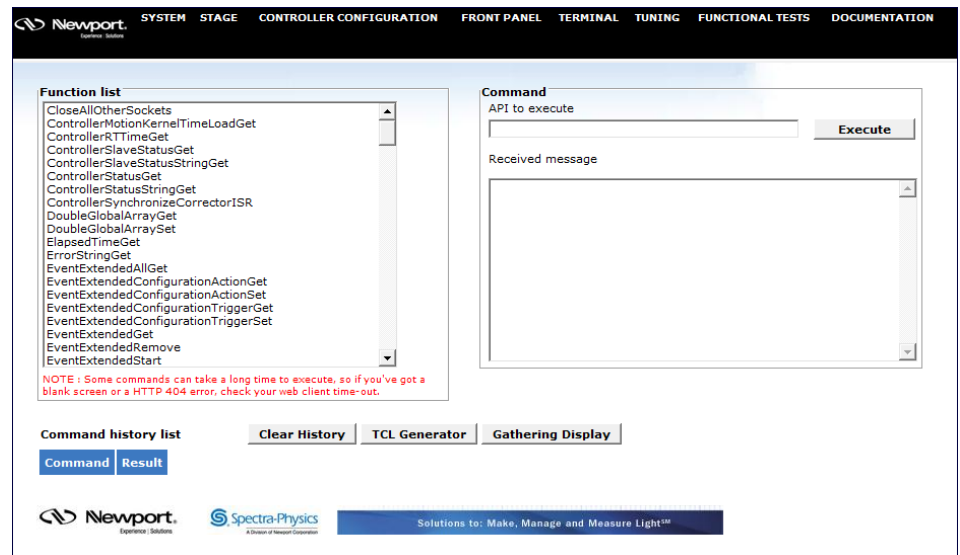 Newport.
Experience | Solutions
SYSTEM STAGE CONTROLLER CONFIGURATION FRONT PANEL TERMINAL TUNING FUNCTIONAL TESTS DOCUMENTATION
Function list
CloseAllOtherSockets
ControllerMotionKernelTimeLoadGet
ControllerRTTimeGet
ControllerSlaveStatusGet
ControllerSlaveStatusStringGet
ControllerStatusGet
ControllerStatusStringGet
ControllerSynchronizeCorrectorISR
DoubleGlobalArrayGet
DoubleGlobalArraySet
ElapsedTimeGet
ErrorStringGet
EventExtendedAllGet
EventExtendedConfigurationActionGet
EventExtendedConfigurationActionSet
EventExtendedConfigurationTriggerGet
EventExtendedConfigurationTriggerSet
EventExtendedGet
EventExtendedRemove
EventExtendedStart
NOTE : Some commands can take a long time to execute, so if you've got a
blank screen or a HTTP 404 error, check your web client time-out.
Command
API to execute
Execute
Received message
Command history list
Clear History TCL Generator Gathering Display
Command Result
Newport.
Experience | Solutions
Spectra-Physics
A Division of Newport Corporation
Solutions to: Make, Manage and Measure Light℠